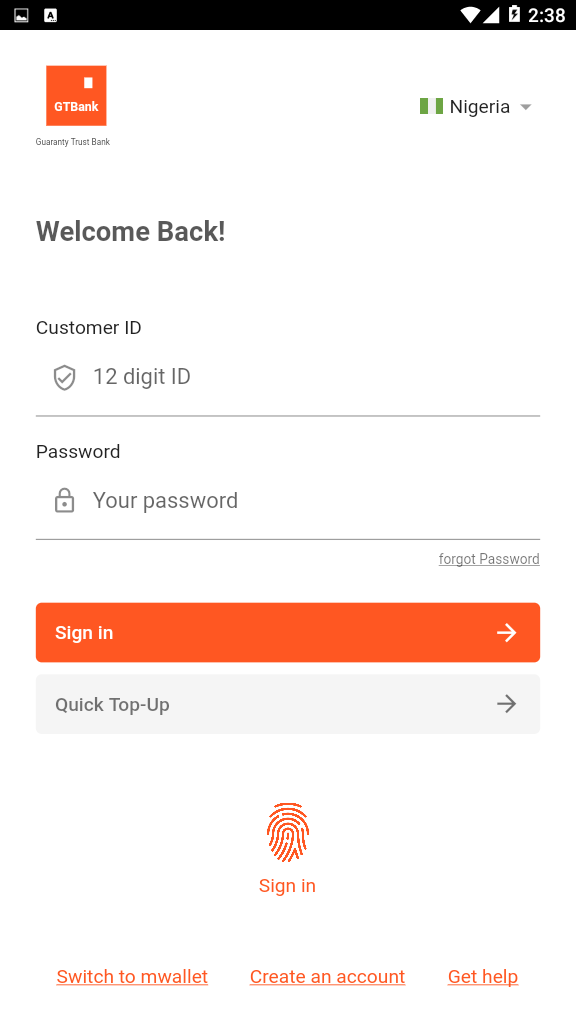 2:38
GTBank
Guaranty Trust Bank
Nigeria
Welcome Back!
Customer ID
12 digit ID
Password
Your password
forgot Password
Sign in
Quick Top-Up
Sign in
Switch to mwallet
Create an account
Get help